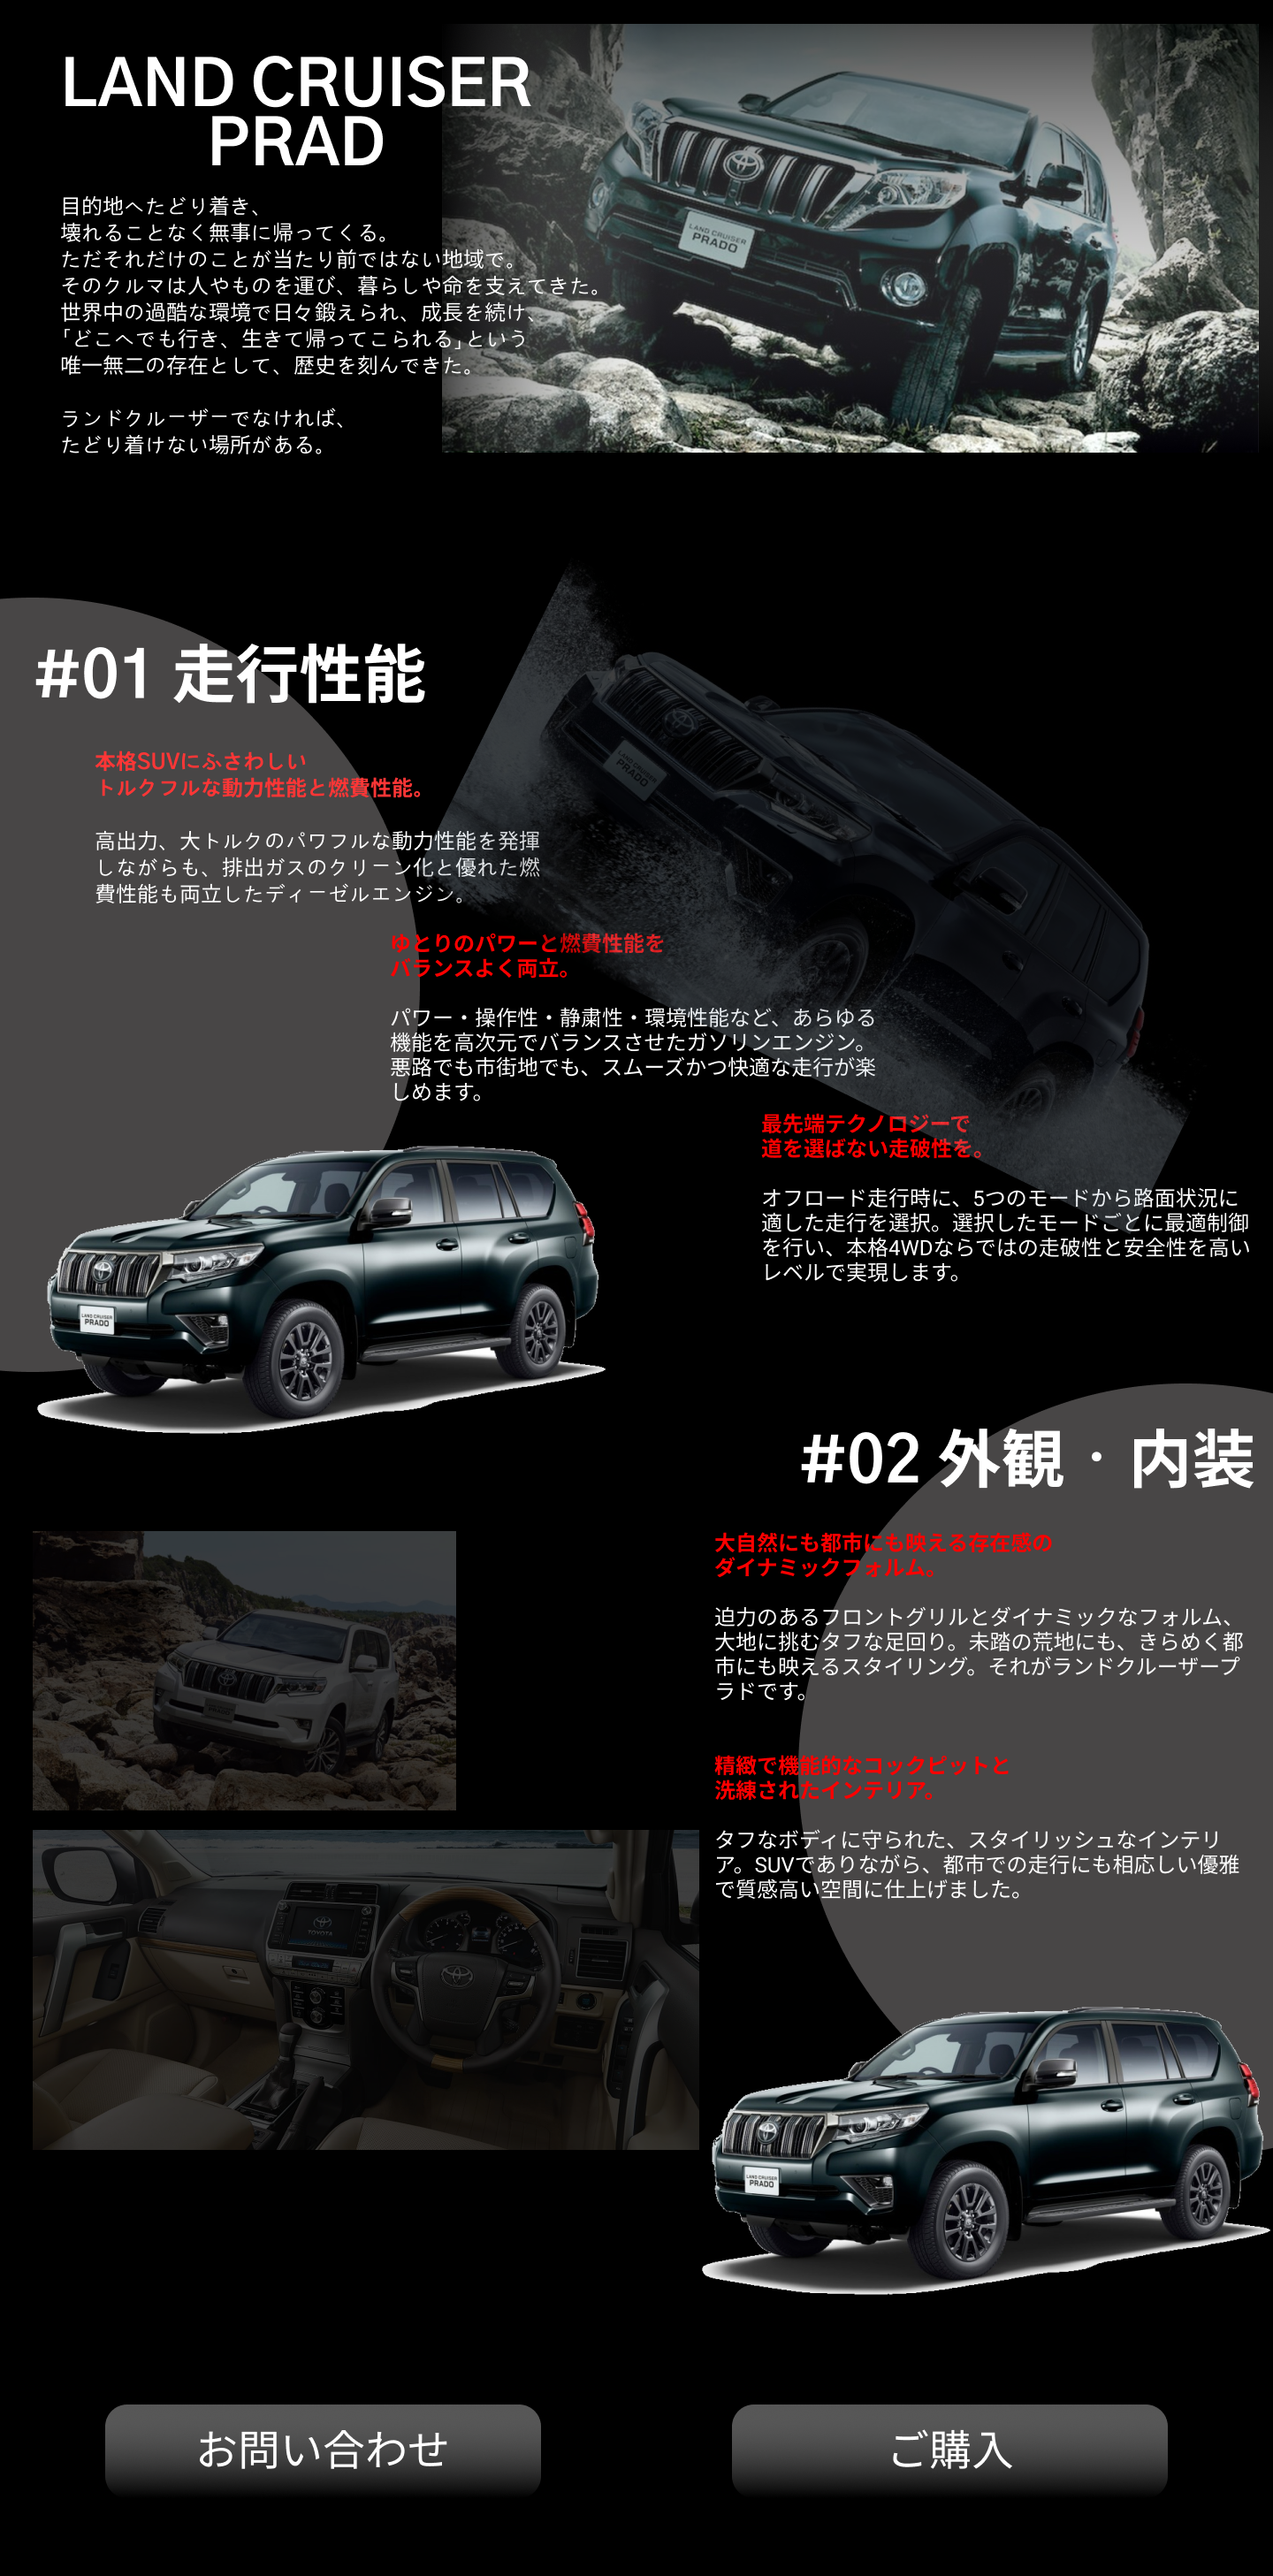 LAND CRUISER
PRAD
目的地へたどり着き、
壊れることなく無事に帰ってくる。
ただそれだけのことが当たり前ではない地域で。
そのクルマは人やものを運び、暮らしや命を支えてきた。
世界中の過酷な環境で日々鍛えられ、成長を続け、
「どこへでも行き、生きて帰ってこられる」という
唯一無二の存在として、歴史を刻んできた。
ランドクルーザーでなければ、
たどり着けない場所がある。
LAND CRUISER
PRADO
#01 走行性能
本格SUVにふさわしい
トルクフルな動力性能と燃費性能。
高出力、大トルクのパワフルな動力性能を発揮
しながらも、排出ガスのクリーン化と優れた燃
費性能も両立したディーゼルエンジン。
LAND CRUISER
PRADO
ゆとりのパワーと燃費性能を
バランスよく両立。
パワー・操作性・静粛性・環境性能など、あらゆる
機能を高次元でバランスさせたガソリンエンジン。
悪路でも市街地でも、スムーズかつ快適な走行が楽
しめます。
最先端テクノロジーで
道を選ばない走破性を。
オフロード走行時に、5つのモードから路面状況に
適した走行を選択。選択したモードごとに最適制御
を行い、本格4WDならではの走破性と安全性を高い
レベルで実現します。
LAND CRUISER
PRADO
#02 外観・内装
大自然にも都市にも映える存在感の
ダイナミックフォルム。
迫力のあるフロントグリルとダイナミックなフォルム、
大地に挑むタフな足回り。未踏の荒地にも、きらめく都
市にも映えるスタイリング。それがランドクルーザープ
ラドです。
精緻で機能的なコックピットと
洗練されたインテリア。
タフなボディに守られた、スタイリッシュなインテリ
ア。SUVでありながら、都市での走行にも相応しい優雅
で質感高い空間に仕上げました。
TOYOTA
LAND CRUISER
PRADO
お問い合わせ
ご購入